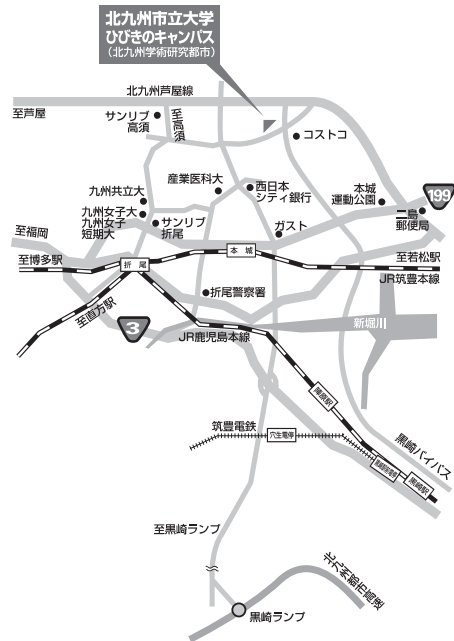 北九州市立大学
ひびきのキャンパス
（北九州学術研究都市）
北九州芦屋線
至芦屋
サンリブ
高須
至高須
コストコ
産業医科大
九州共立大
西日本
シティ銀行
本城
運動公園
199
九州女子大
九州女子
短期大
サンリブ
折尾
二島
郵便局
ガスト
至福岡
至博多駅
折尾
本城
至若松駅
JR筑豊本線
折尾警察署
至直方駅
3
JR鹿児島本線
新堀川
陣原駅
筑豊電鉄
穴生電停
黒崎バイパス
黒崎駅
至黒崎ランプ
北九州都市高速
黒崎ランプ